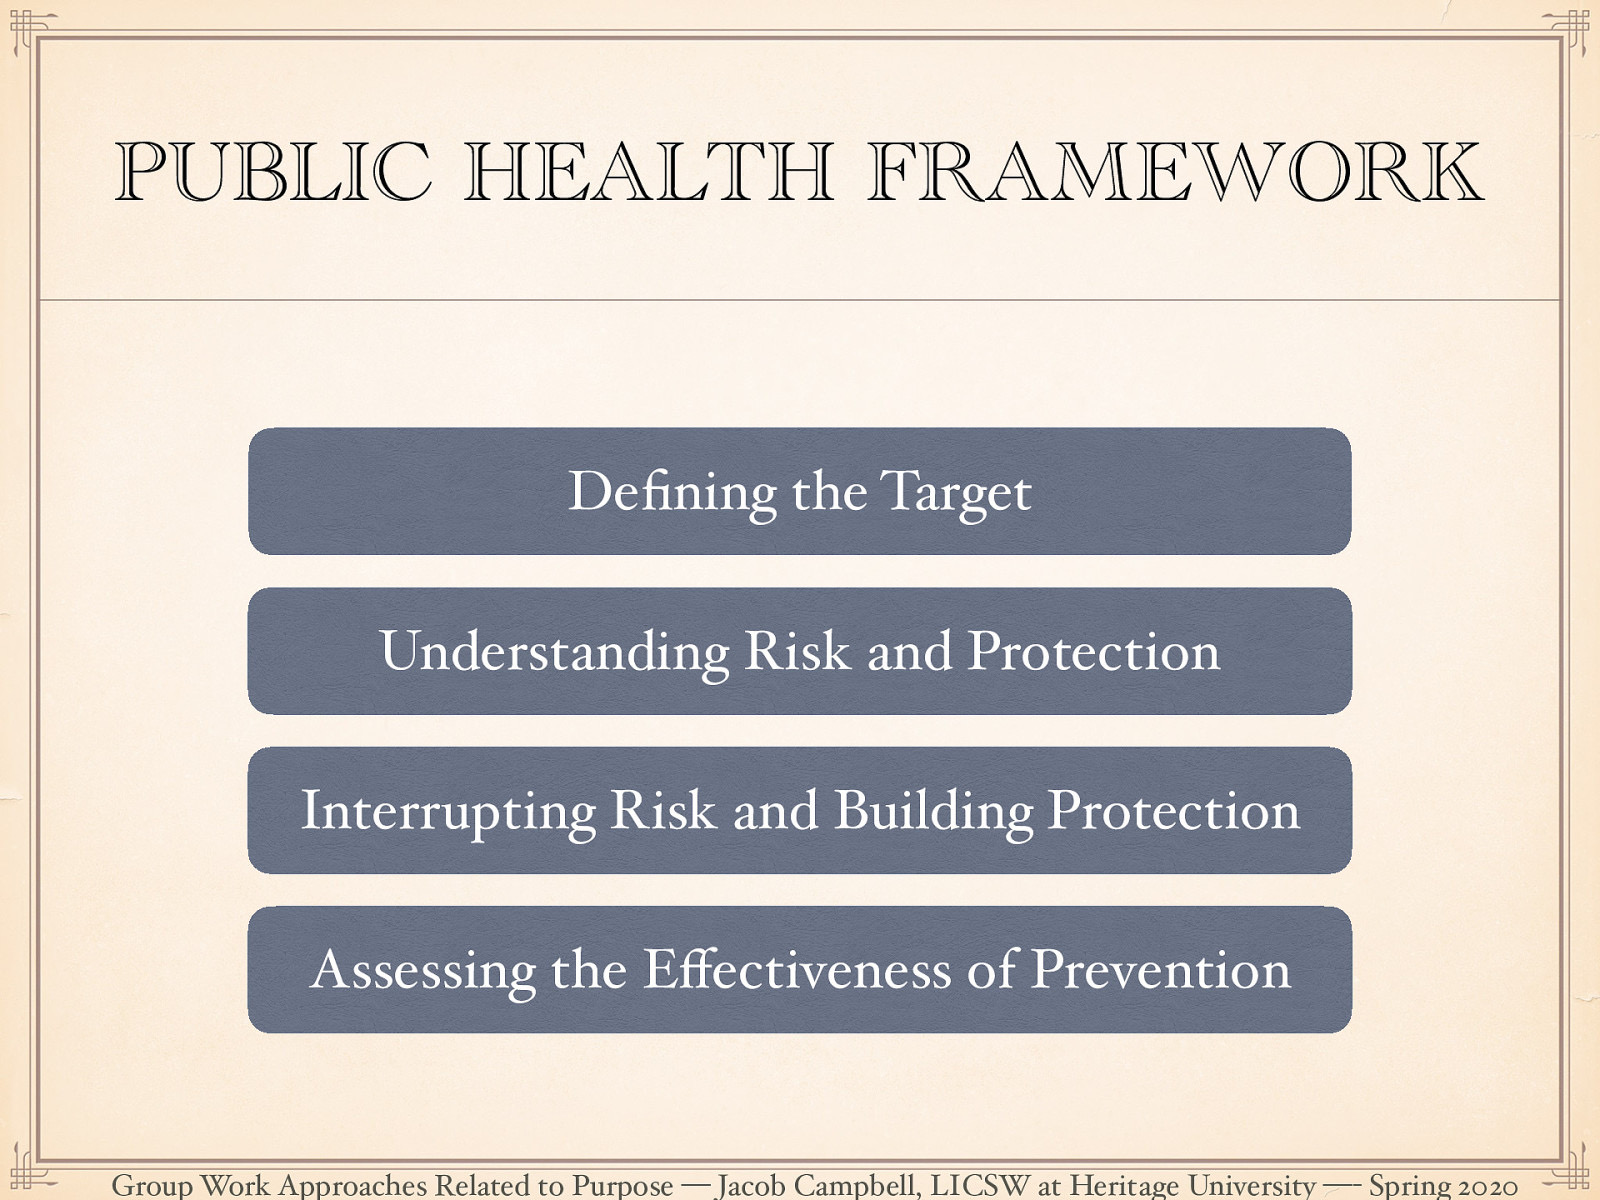 PUBLIC HEALTH FRAMEWORK
Defining the Target
Understanding Risk and Protection
Interrupting Risk and Building Protection
Assessing the Effectiveness of Prevention
Group Work Approaches Related to Purpose — Jacob Campbell, LICSW at Heritage University —- Spring 2020